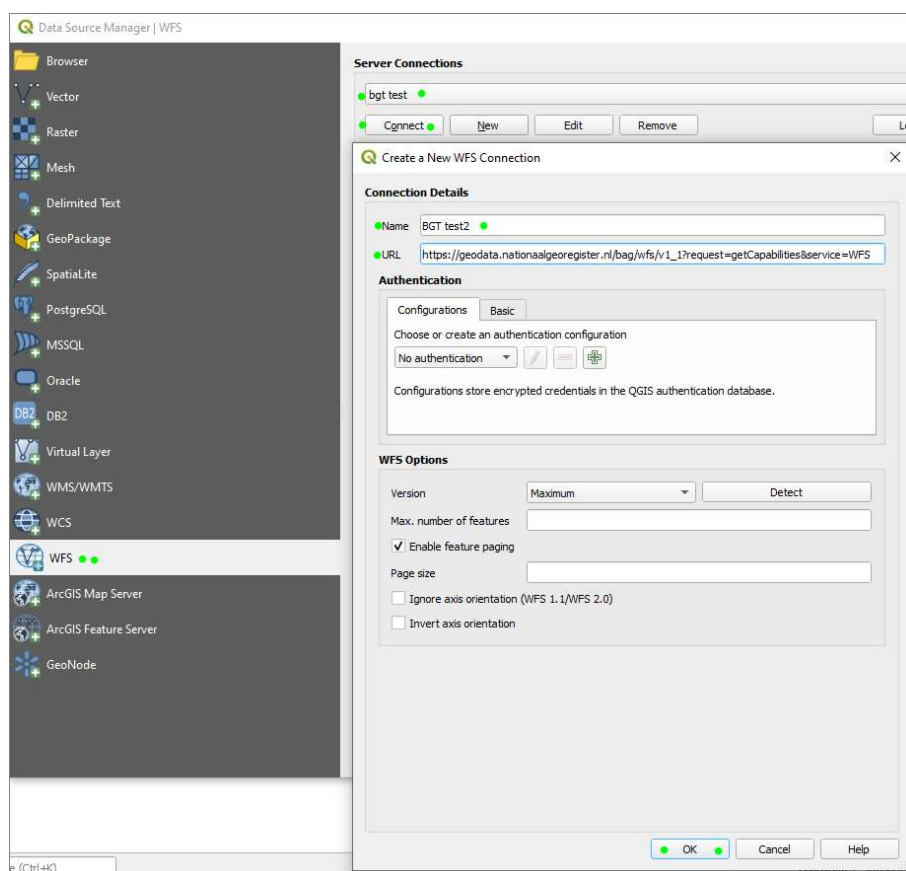 Data Source Manager | WFS
Browser
Vector
Raster
Mesh
Delimited Text
GeoPackage
SpatiaLite
PostgreSQL
MSSQL
Oracle
DB2
DB2
Virtual Layer
WMS/WMTS
WCS
WFS
ArcGIS Map Server
ArcGIS Feature Server
GeoNode
Server Connections
bgt test
Connect New Edit Remove
Create a New WFS Connection
Connection Details
Name BGT test2
URL https://geodata.nationaalgeoregister.nl/bag/wfs/v1_1?request=getCapabilities&service=WFS
Authentication
Configurations Basic
Choose or create an authentication configuration
No authentication
Configurations store encrypted credentials in the QGIS authentication database.
WFS Options
Version Maximum Detect
Max. number of features
Enable feature paging
Page size
Ignore axis orientation (WFS 1.1/WFS 2.0)
Invert axis orientation
OK Cancel Help
e (Ctrl+K)